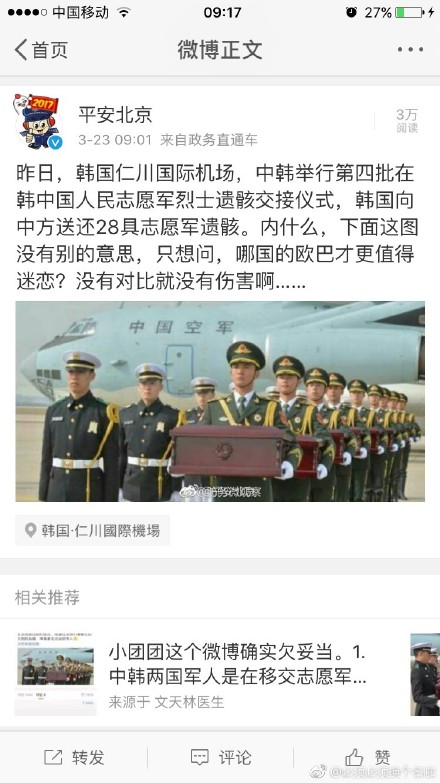 中国移动
09:17
27%
首页
微博正文
2017
平安北京
3万
阅读
3-23 09:01 来自政务直通车
昨日，韩国仁川国际机场，中韩举行第四批在
韩中国人民志愿军烈士遗骸交接仪式，韩国向
中方送还28具志愿军遗骸。内什么，下面这图
没有别的意思，只想问，哪国的欧巴才更值得
迷恋？没有对比就没有伤害啊……
中国空军
韩国·仁川國際機場
相关推荐
小团团这个微博确实欠妥当。1.
中韩两国军人是在移交志愿军...
来源于 文天林医生
转发
评论
赞